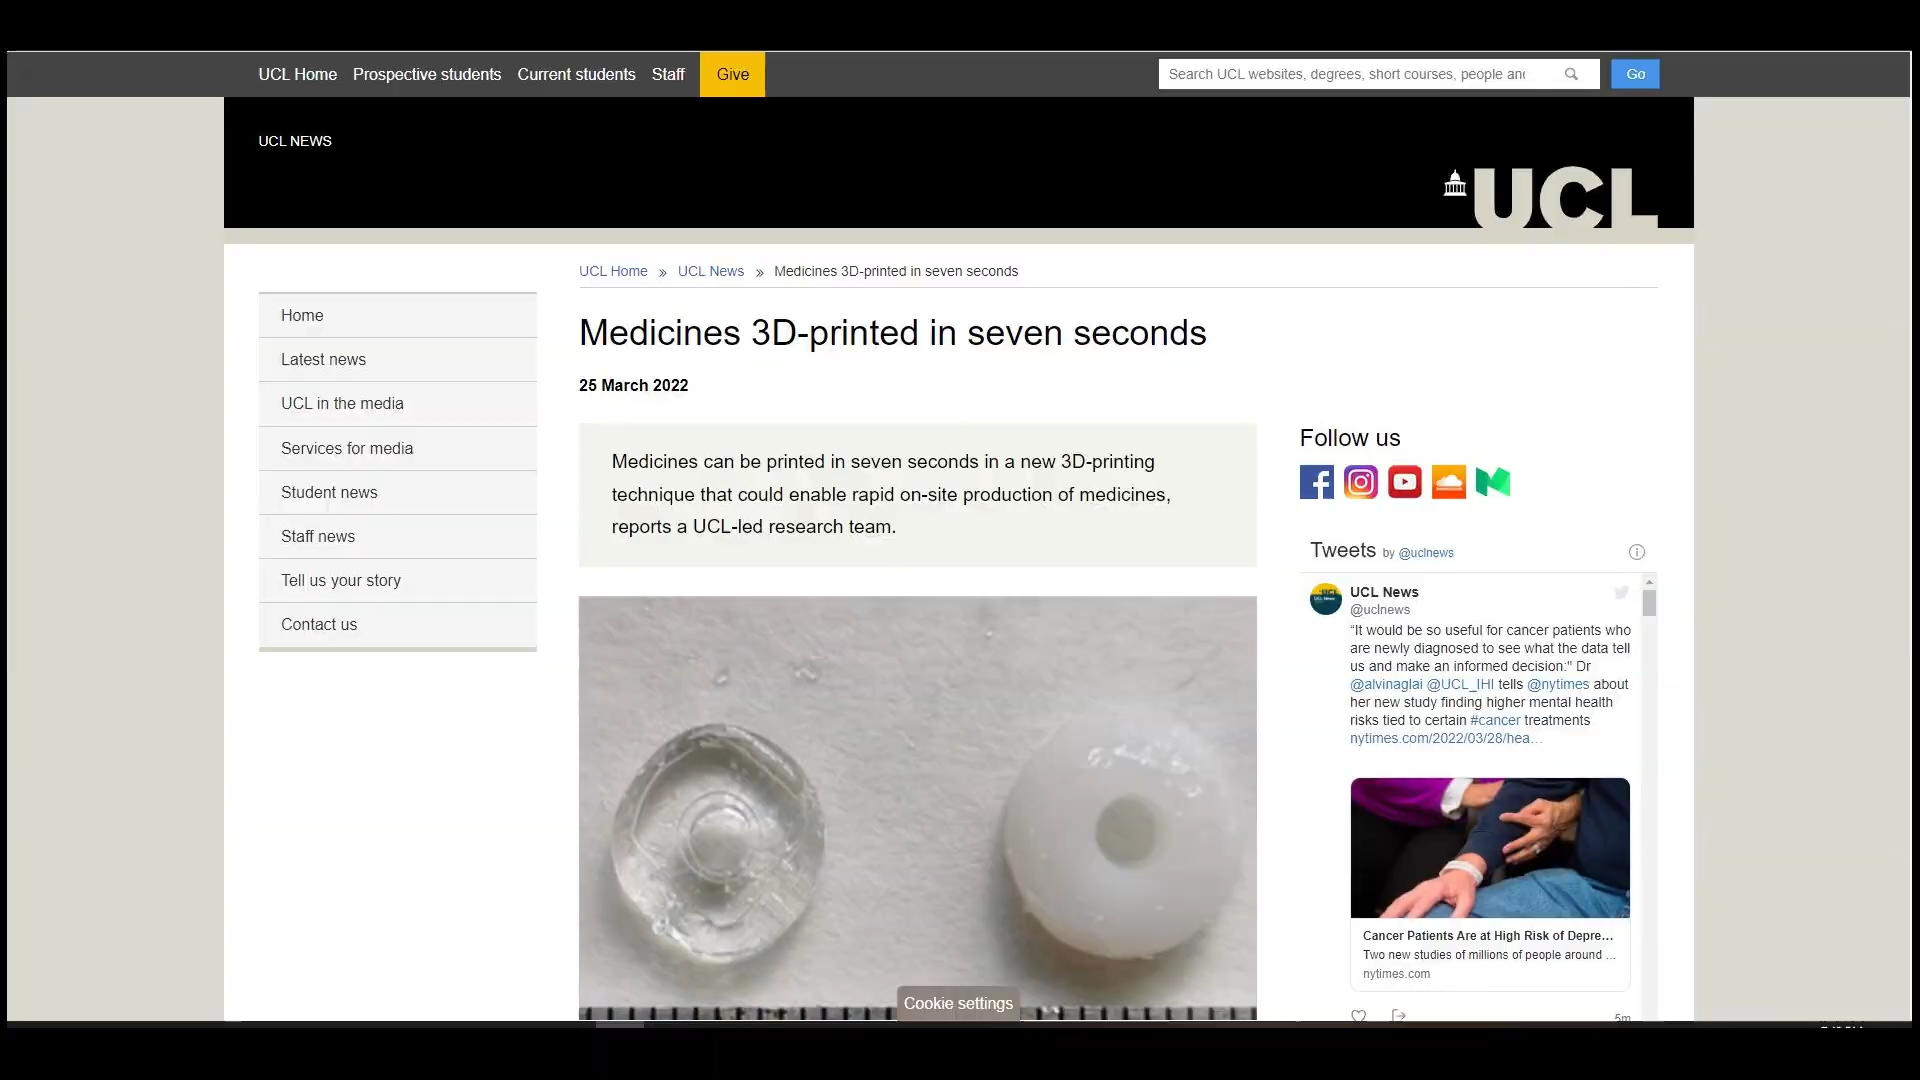 UCL Home Prospective students Current students Staff Give
Search UCL websites, degrees, short courses, people and
Go
UCL NEWS
UCL
UCL Home » UCL News » Medicines 3D-printed in seven seconds
Home
Latest news
UCL in the media
Services for media
Student news
Staff news
Tell us your story
Contact us
Medicines 3D-printed in seven seconds
25 March 2022
Medicines can be printed in seven seconds in a new 3D-printing
technique that could enable rapid on-site production of medicines,
reports a UCL-led research team.
Cookie settings
Follow us
Tweets by @uclnews
UCL News
@uclnews
“It would be so useful for cancer patients who
are newly diagnosed to see what the data tell
us and make an informed decision:" Dr
@alvinaglai @UCL_IHI tells @nytimes about
her new study finding higher mental health
risks tied to certain #cancer treatments
nytimes.com/2022/03/28/hea…
Cancer Patients Are at High Risk of Depre…
Two new studies of millions of people around …
nytimes.com
5m